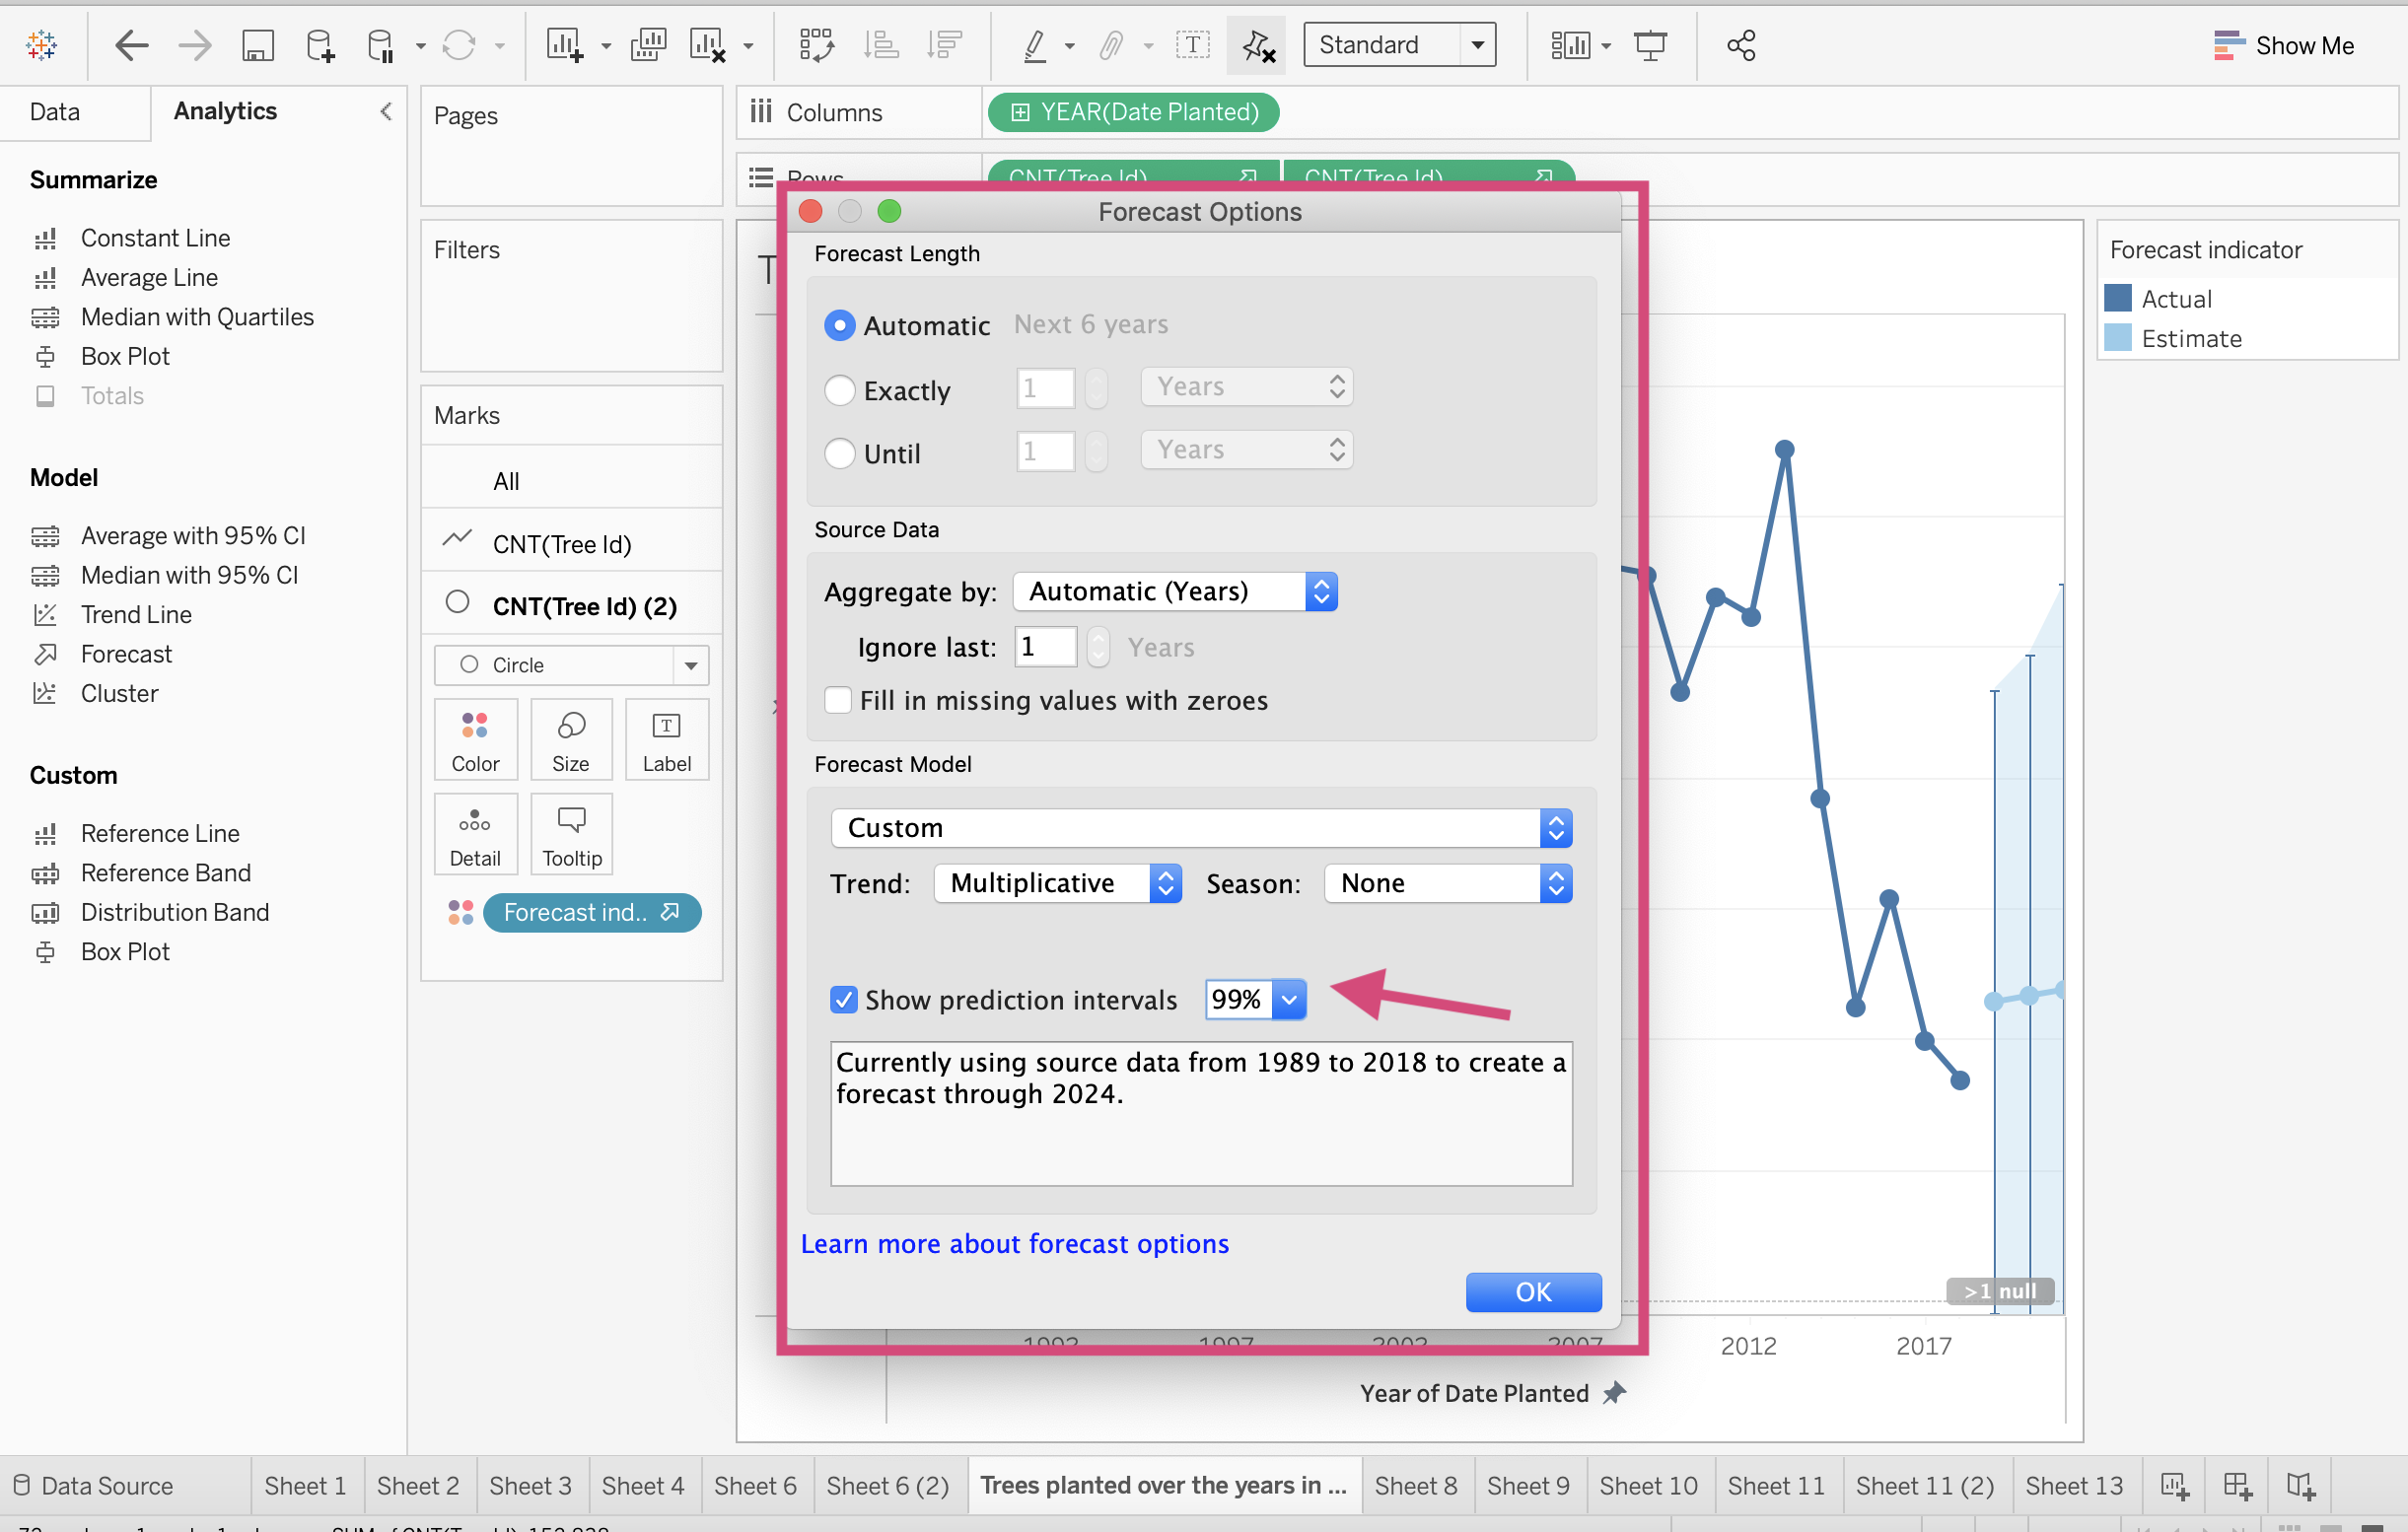 Standard
Show Me
Data
Analytics
Pages
Columns
YEAR(Date Planted)
Rows
CNT(Tree Id)
CNT(Tree Id)
Summarize
Constant Line
Average Line
Median with Quartiles
Box Plot
Totals
Model
Average with 95% CI
Median with 95% CI
Trend Line
Forecast
Cluster
Custom
Reference Line
Reference Band
Distribution Band
Box Plot
Filters
Marks
All
CNT(Tree Id)
CNT(Tree Id) (2)
Circle
Color
Size
Label
Detail
Tooltip
Forecast ind..
T
Forecast Options
Forecast Length
Automatic Next 6 years
Exactly 1 Years
Until 1 Years
Source Data
Aggregate by: Automatic (Years)
Ignore last: 1 Years
Fill in missing values with zeroes
Forecast Model
Custom
Trend: Multiplicative Season: None
Show prediction intervals 99%
Currently using source data from 1989 to 2018 to create a
forecast through 2024.
Learn more about forecast options
OK
Forecast indicator
Actual
Estimate
>1 null
1992 1997 2002 2007 2012 2017
Year of Date Planted
Data Source Sheet 1 Sheet 2 Sheet 3 Sheet 4 Sheet 6 Sheet 6 (2) Trees planted over the years in ... Sheet 8 Sheet 9 Sheet 10 Sheet 11 Sheet 11 (2) Sheet 13